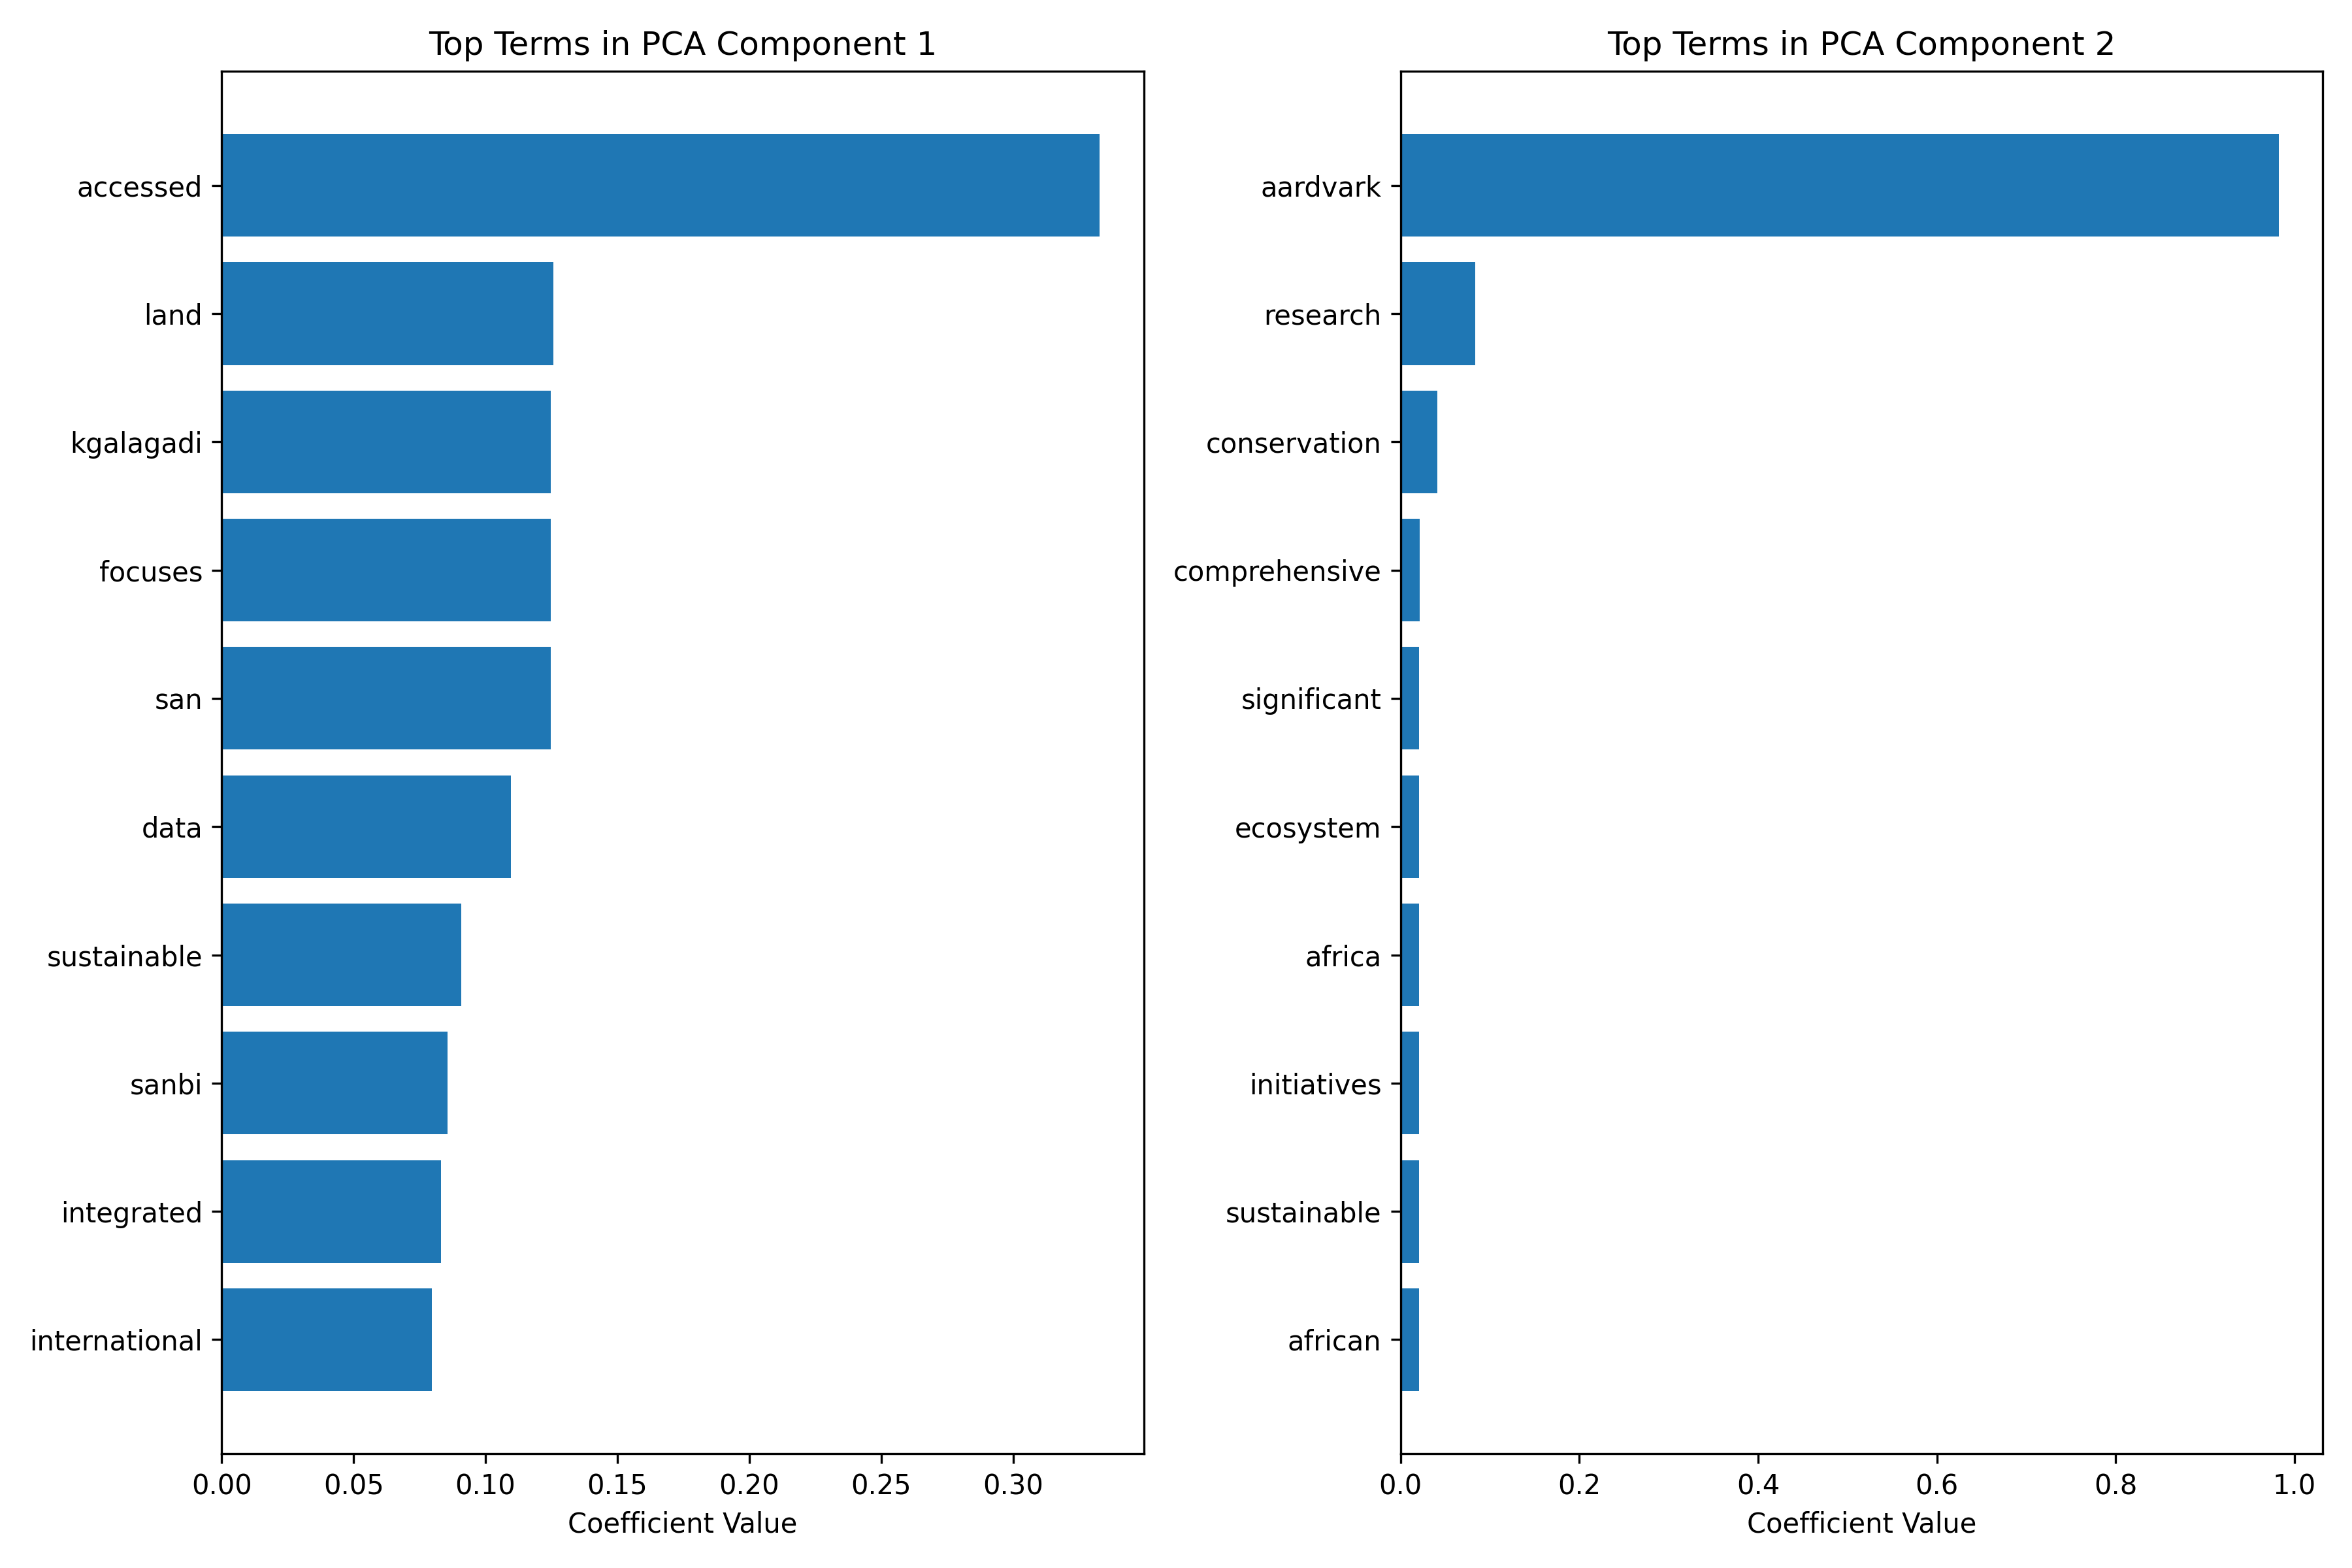 Top Terms in PCA Component 1
accessed
land
kgalagadi
focuses
san
data
sustainable
sanbi
integrated
international
0.00 0.05 0.10 0.15 0.20 0.25 0.30
Coefficient Value
Top Terms in PCA Component 2
aardvark
research
conservation
comprehensive
significant
ecosystem
africa
initiatives
sustainable
african
0.0 0.2 0.4 0.6 0.8 1.0
Coefficient Value